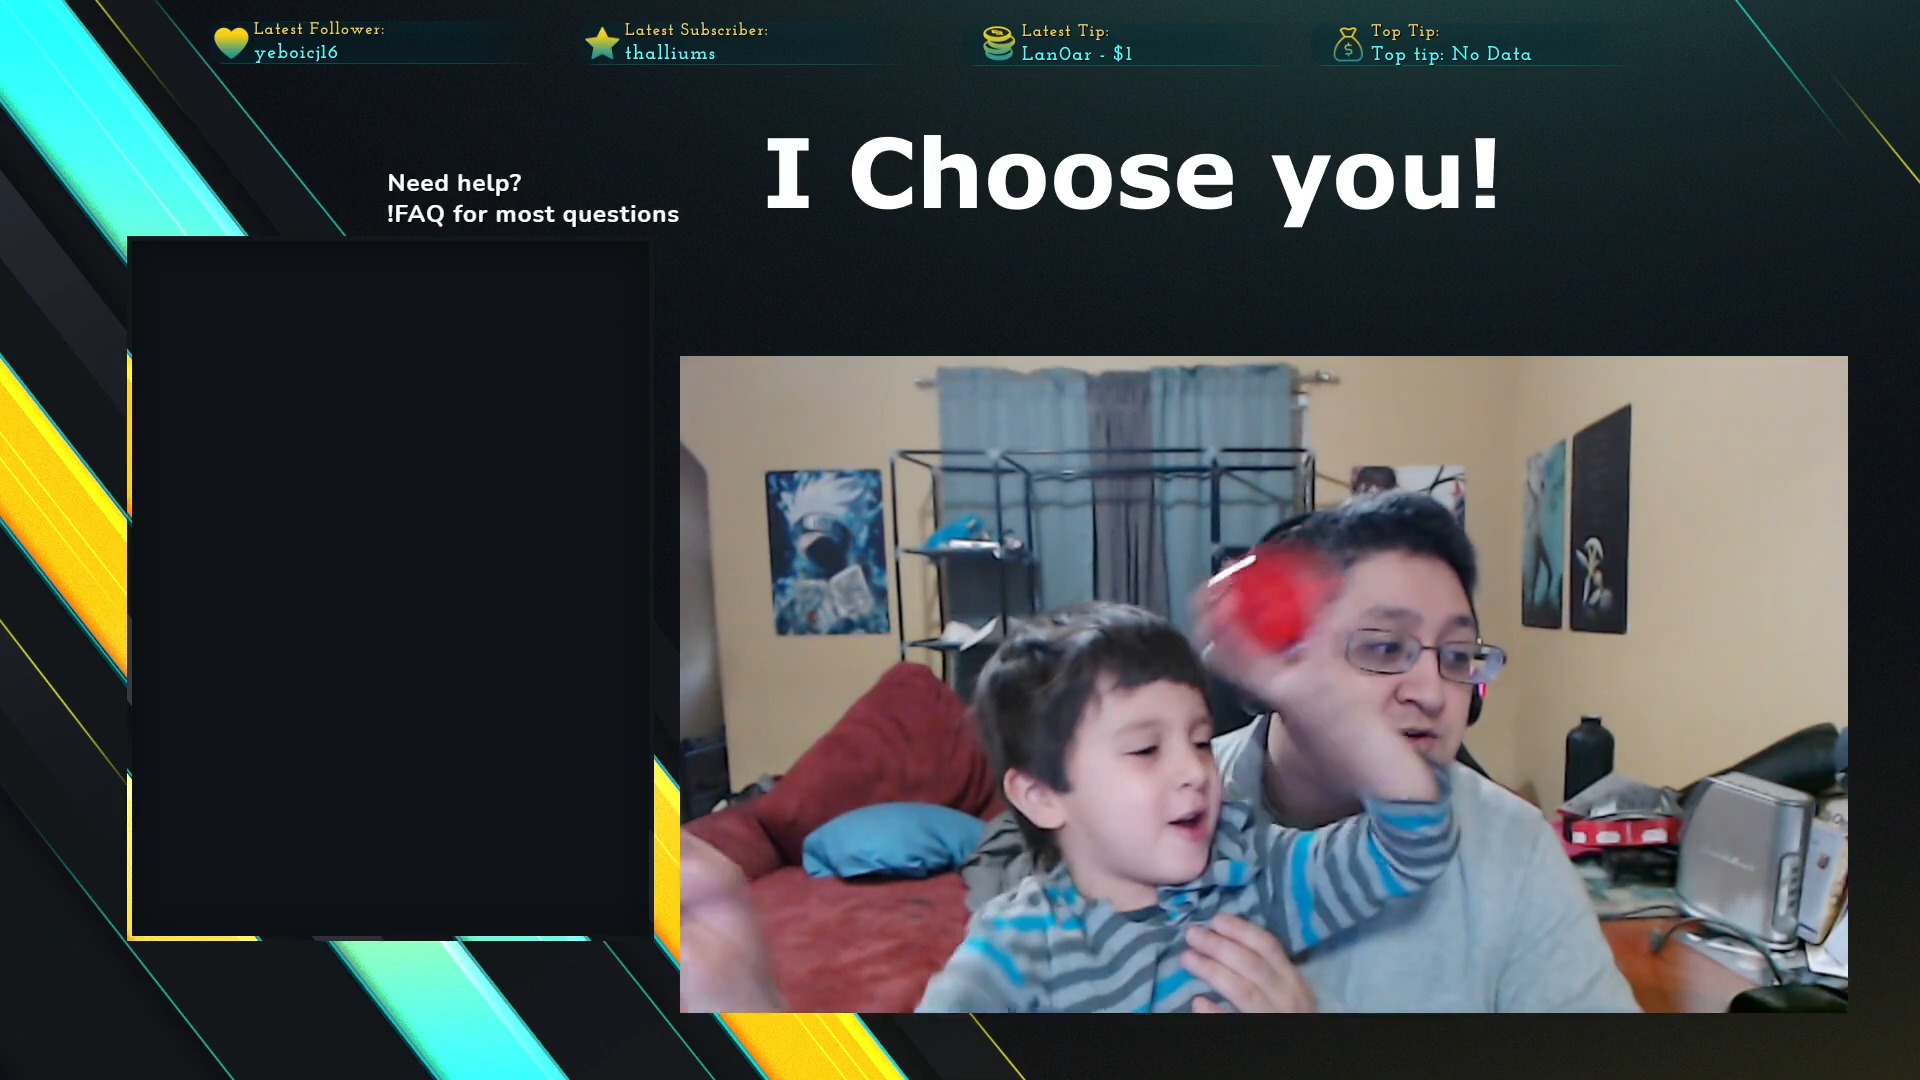 Latest Follower:
yeboicjl6
Latest Subscriber:
thalliums
Latest Tip:
Lan0ar - $1
Top Tip:
Top tip: No Data
I Choose you!
Need help?
!FAQ for most questions